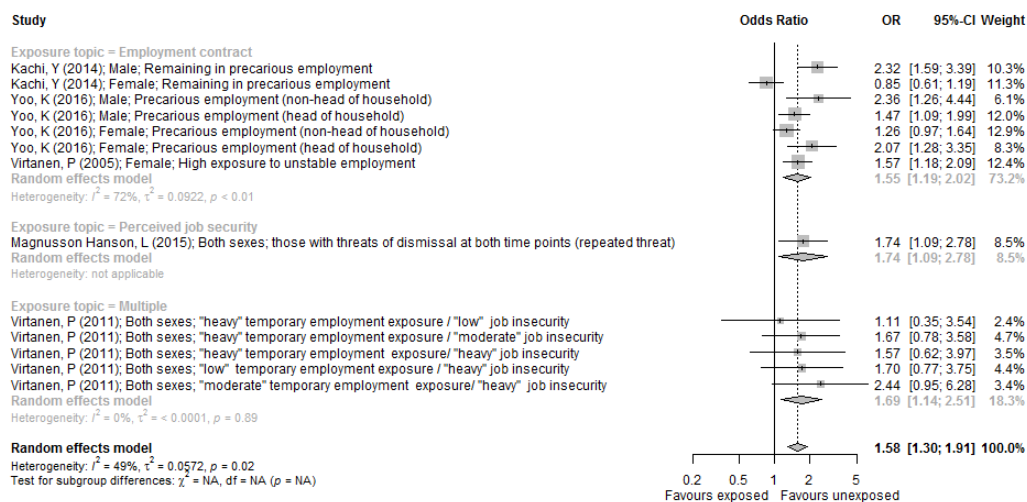 Study Odds Ratio OR 95%-CI Weight
Exposure topic = Employment contract
Kachi, Y (2014); Male; Remaining in precarious employment 2.32 [1.59; 3.39] 10.3%
Kachi, Y (2014); Female; Remaining in precarious employment 0.85 [0.61; 1.19] 11.3%
Yoo, K (2016); Male; Precarious employment (non-head of household) 2.36 [1.26; 4.44] 6.1%
Yoo, K (2016); Male; Precarious employment (head of household) 1.47 [1.09; 1.99] 12.0%
Yoo, K (2016); Female; Precarious employment (non-head of household) 1.26 [0.97; 1.64] 12.9%
Yoo, K (2016); Female; Precarious employment (head of household) 2.07 [1.28; 3.35] 8.3%
Virtanen, P (2005); Female; High exposure to unstable employment 1.57 [1.18; 2.09] 12.4%
Random effects model 1.55 [1.19; 2.02] 73.2%
Heterogeneity: I² = 72%, τ² = 0.0922, p < 0.01
Exposure topic = Perceived job security
Magnusson Hanson, L (2015); Both sexes; those with threats of dismissal at both time points (repeated threat) 1.74 [1.09; 2.78] 8.5%
Random effects model 1.74 [1.09; 2.78] 8.5%
Heterogeneity: not applicable
Exposure topic = Multiple
Virtanen, P (2011); Both sexes; "heavy" temporary employment exposure / "low" job insecurity 1.11 [0.35; 3.54] 2.4%
Virtanen, P (2011); Both sexes; "heavy" temporary employment exposure / "moderate" job insecurity 1.67 [0.78; 3.58] 4.7%
Virtanen, P (2011); Both sexes; "heavy" temporary employment exposure/ "heavy" job insecurity 1.57 [0.62; 3.97] 3.5%
Virtanen, P (2011); Both sexes; "low" temporary employment exposure / "heavy" job insecurity 1.70 [0.77; 3.75] 4.4%
Virtanen, P (2011); Both sexes; "moderate" temporary employment exposure/ "heavy" job insecurity 2.44 [0.95; 6.28] 3.4%
Random effects model 1.69 [1.14; 2.51] 18.3%
Heterogeneity: I² = 0%, τ² = < 0.0001, p = 0.89
Random effects model 1.58 [1.30; 1.91] 100.0%
Heterogeneity: I² = 49%, τ² = 0.0572, p = 0.02
Test for subgroup differences: χ² = NA, df = NA (p = NA)
0.2 0.5 1 2 5
Favours exposed Favours unexposed